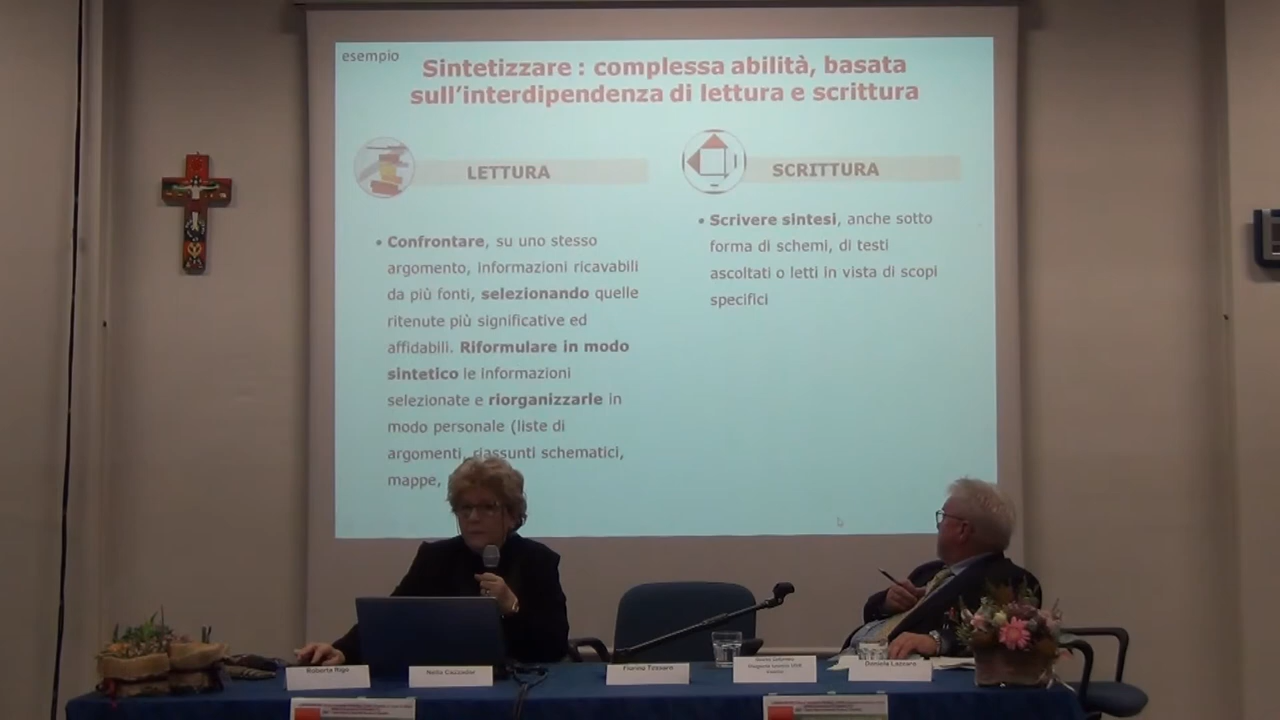 esempio
Sintetizzare : complessa abilità, basata
sull'interdipendenza di lettura e scrittura
LETTURA
• Confrontare, su uno stesso
argomento, informazioni ricavabili
da più fonti, selezionando quelle
ritenute più significative ed
affidabili. Riformulare in modo
sintetico le informazioni
selezionate e riorganizzarle in
modo personale (liste di
argomenti, riassunti schematici,
mappe,
SCRITTURA
• Scrivere sintesi, anche sotto
forma di schemi, di testi
ascoltati o letti in vista di scopi
specifici
Roberta Rigo
Fiorina Tessaro
Daniela Lazzaro